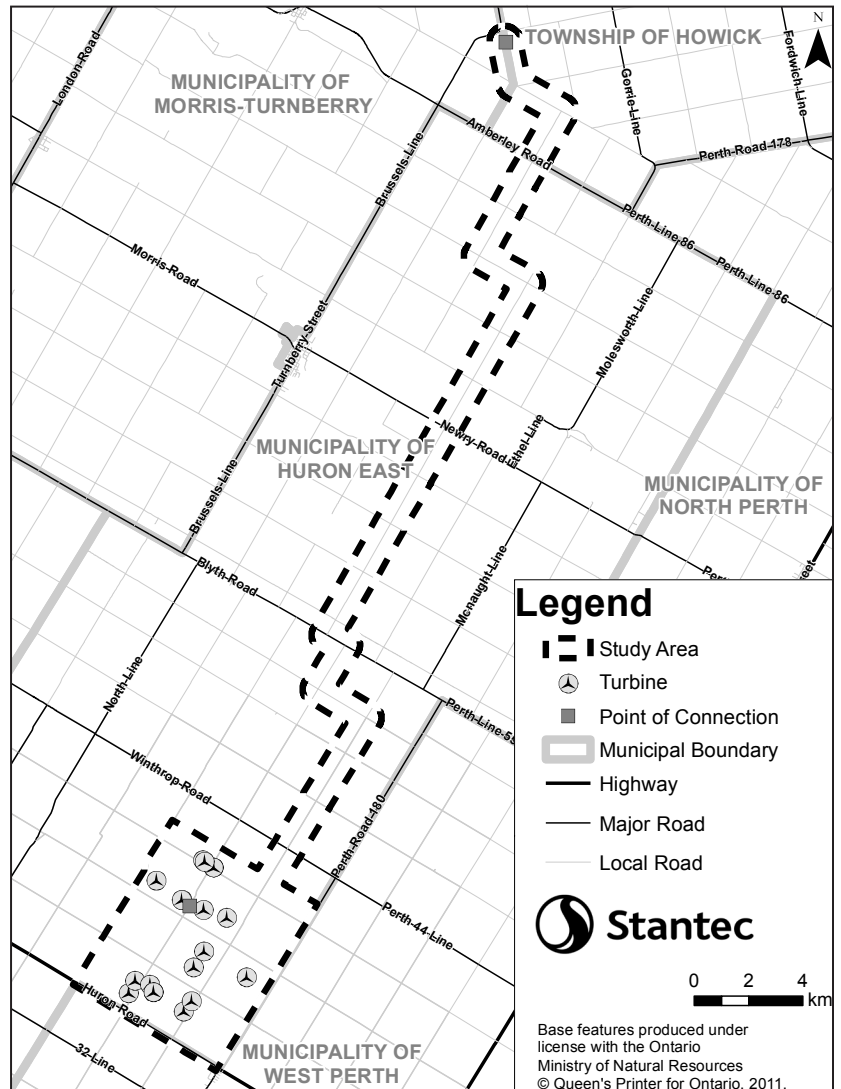 N
TOWNSHIP OF HOWICK
London-Road
MUNICIPALITY OF
MORRIS-TURNBERRY
Gorrie-Line
Fordwich-Line
Amberley Road
Perth-Road-178
Brussels-Line
Perth-Line-86
Perth-Line-86
Morris-Road
Molesworth-Line
Turnberry-Street
MUNICIPALITY OF
HURON EAST
Newry-Road
Ethel-Line
MUNICIPALITY OF
NORTH PERTH
Brussels-Line
Blyth-Road
Mcnaught-Line
North-Line
Winthrop-Road
Perth-Road-180
Perth-44-Line
Huron-Road
32-Line
MUNICIPALITY OF
WEST PERTH
Legend
Study Area
Turbine
Point of Connection
Municipal Boundary
Highway
Major Road
Local Road
Stantec
0 2 4
km
Base features produced under
license with the Ontario
Ministry of Natural Resources
© Queen's Printer for Ontario, 2011.